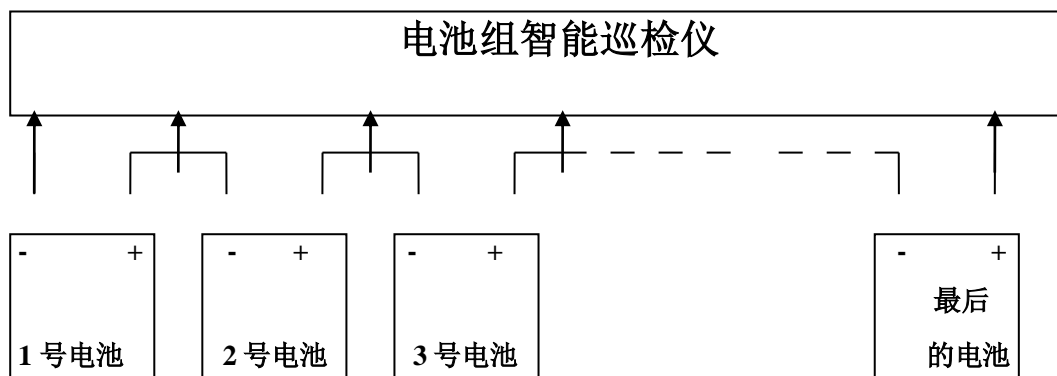 电池组智能巡检仪
- + - + - + - +
最后
1 号电池 2 号电池 3 号电池 的电池